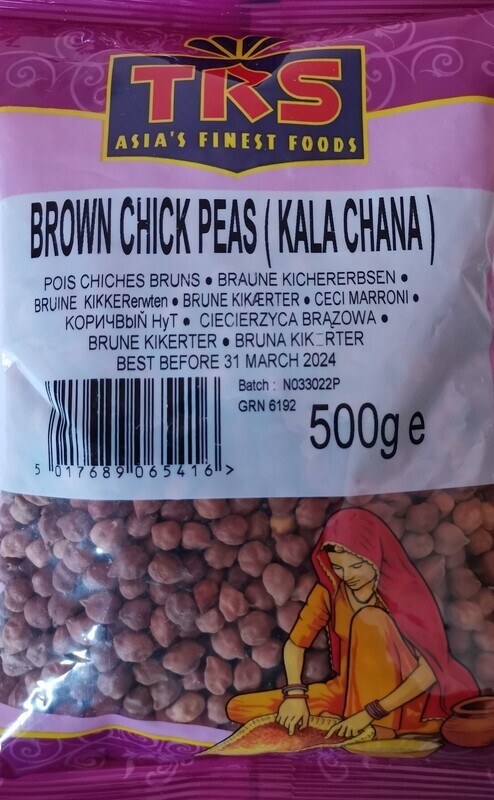 TRS
ASIA'S FINEST FOODS
BROWN CHICK PEAS ( KALA CHANA )
POIS CHICHES BRUNS • BRAUNE KICHERERBSEN •
BRUINE KIKKERerwten • BRUNE KIKÆRTER • CECI MARRONI •
КОРИЧВЫЙ НуТ • CIECIERZYCA BRĄZOWA •
BRUNE KIKERTER • BRUNA KIK□RTER
BEST BEFORE 31 MARCH 2024
Batch : N033022P
GRN 6192
500g e
5 017689 065416 >